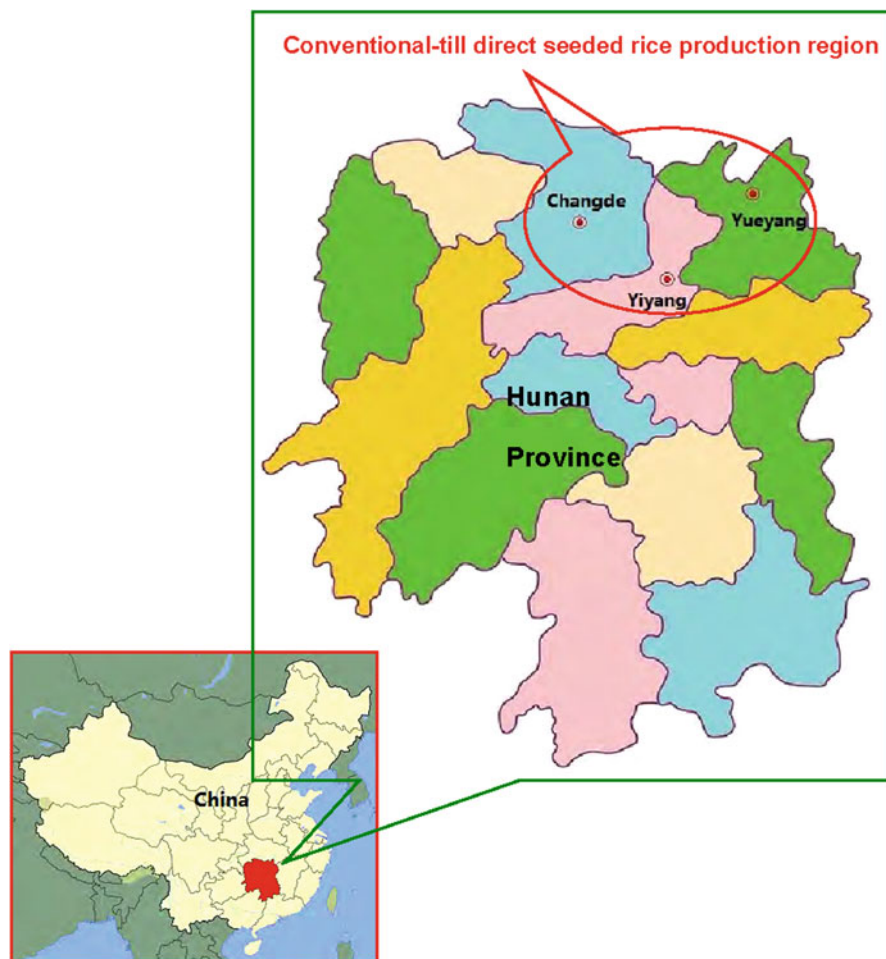 Conventional-till direct seeded rice production region
Changde
Yueyang
Yiyang
Hunan
Province
China